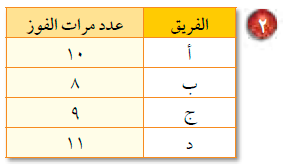 ٢
الفريق عدد مرات الفوز
أ ١٠
ب ٨
ج ٩
د ١١